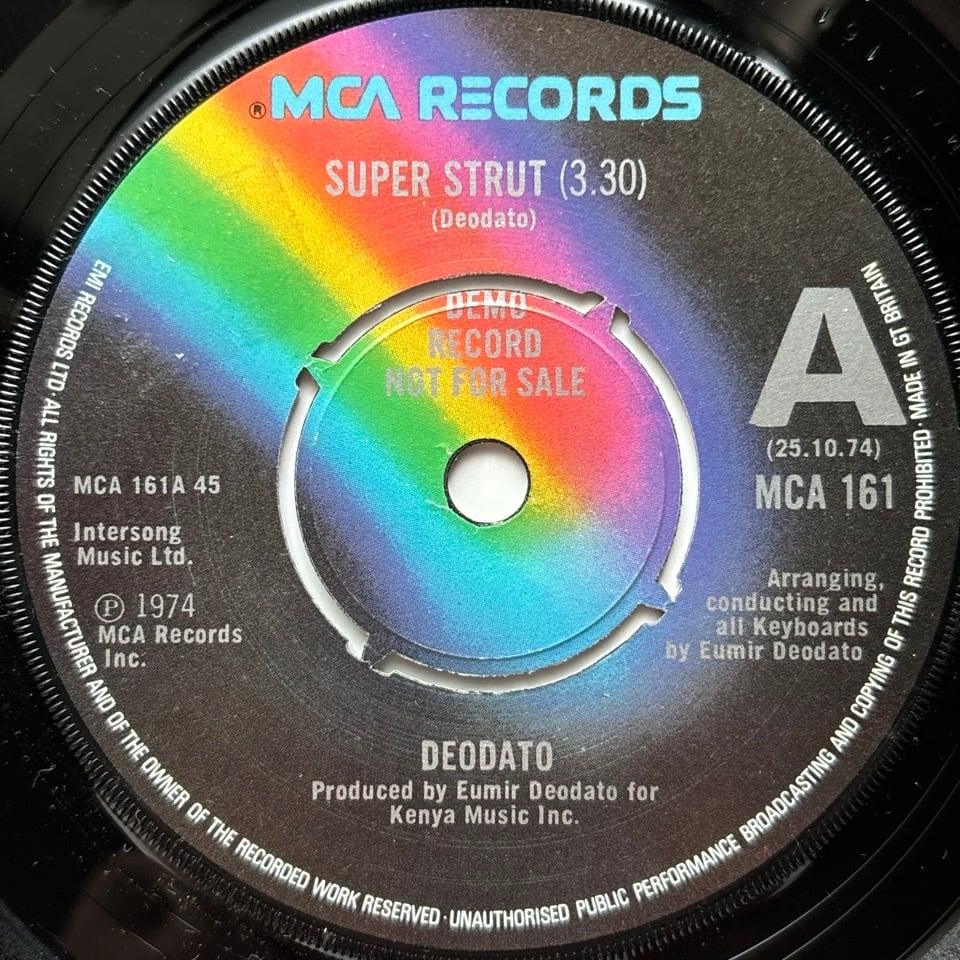 ® MCA RECORDS
SUPER STRUT (3.30)
(Deodato)
DEMO
RECORD
NOT FOR SALE
A
(25.10.74)
MCA 161
MCA 161A 45
Intersong
Music Ltd.
℗ 1974
MCA Records
Inc.
Arranging,
conducting and
all Keyboards
by Eumir Deodato
DEODATO
Produced by Eumir Deodato for
Kenya Music Inc.
EMI RECORDS LTD·ALL RIGHTS OF THE MANUFACTURER AND OF THE OWNER OF THE RECORDED WORK RESERVED·UNAUTHORISED PUBLIC PERFORMANCE BROADCASTING AND COPYING OF THIS RECORD PROHIBITED·MADE IN GT BRITAIN